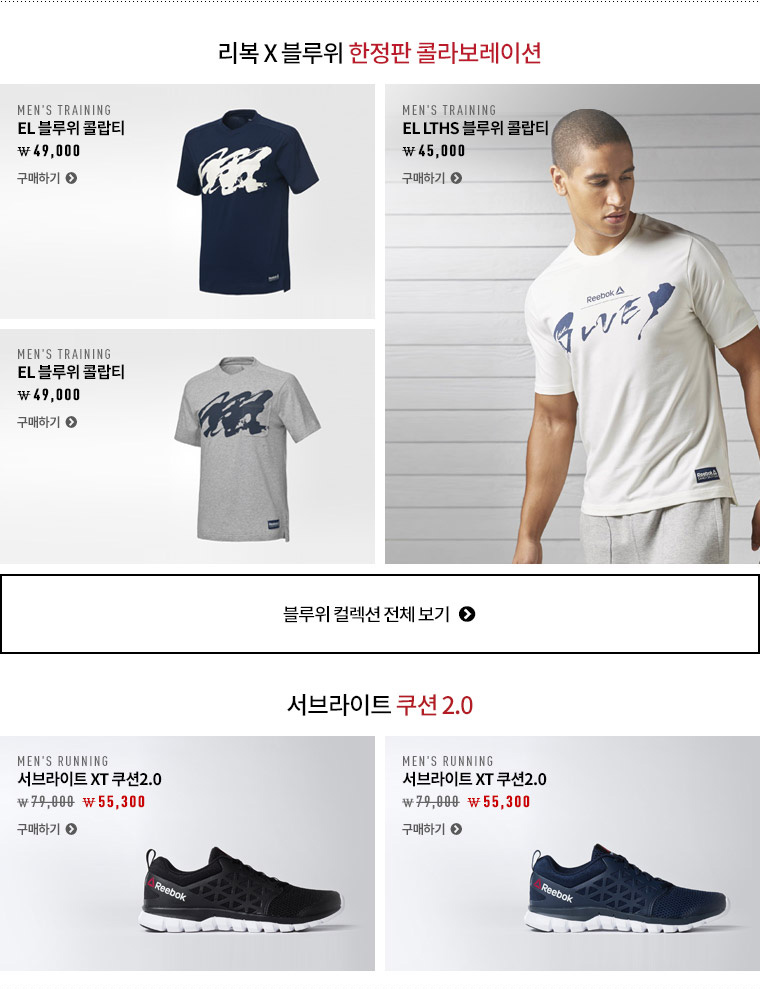 리복 X 블루위 한정판 콜라보레이션
MEN'S TRAINING
EL 블루위 콜랍티
₩49,000
구매하기
MEN'S TRAINING
EL LTHS 블루위 콜랍티
₩45,000
구매하기
Reebok
BLUEY
Reebok
MEN'S TRAINING
EL 블루위 콜랍티
₩49,000
구매하기
블루위 컬렉션 전체 보기
서브라이트 쿠션 2.0
MEN'S RUNNING
서브라이트 XT 쿠션2.0
₩79,000 ₩55,300
구매하기
Reebok
MEN'S RUNNING
서브라이트 XT 쿠션2.0
₩79,000 ₩55,300
구매하기
Reebok